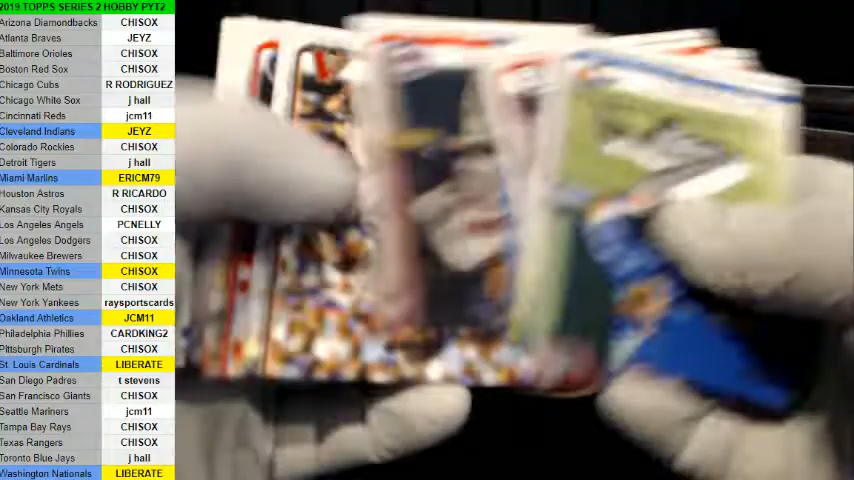 2019 TOPPS SERIES 2 HOBBY PYT2
Arizona Diamondbacks CHISOX
Atlanta Braves JEYZ
Baltimore Orioles CHISOX
Boston Red Sox CHISOX
Chicago Cubs R RODRIGUEZ
Chicago White Sox j hall
Cincinnati Reds jcm11
Cleveland Indians JEYZ
Colorado Rockies CHISOX
Detroit Tigers j hall
Miami Marlins ERICM79
Houston Astros R RICARDO
Kansas City Royals CHISOX
Los Angeles Angels PCNELLY
Los Angeles Dodgers CHISOX
Milwaukee Brewers CHISOX
Minnesota Twins CHISOX
New York Mets CHISOX
New York Yankees raysportscards
Oakland Athletics JCM11
Philadelphia Phillies CARDKING2
Pittsburgh Pirates CHISOX
St. Louis Cardinals LIBERATE
San Diego Padres t stevens
San Francisco Giants CHISOX
Seattle Mariners jcm11
Tampa Bay Rays CHISOX
Texas Rangers CHISOX
Toronto Blue Jays j hall
Washington Nationals LIBERATE